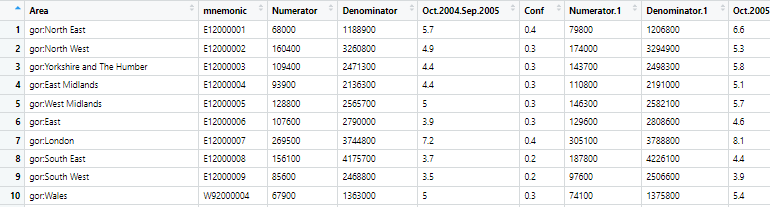 Area mnemonic Numerator Denominator Oct.2004.Sep.2005 Conf Numerator.1 Denominator.1 Oct.2005
1 gor:North East E12000001 68000 1188900 5.7 0.4 79800 1206800 6.6
2 gor:North West E12000002 160400 3260800 4.9 0.3 174000 3294900 5.3
3 gor:Yorkshire and The Humber E12000003 109400 2471300 4.4 0.3 143700 2498300 5.8
4 gor:East Midlands E12000004 93900 2136300 4.4 0.3 110800 2191000 5.1
5 gor:West Midlands E12000005 128800 2565700 5 0.3 146300 2582100 5.7
6 gor:East E12000006 107600 2790000 3.9 0.3 129600 2808600 4.6
7 gor:London E12000007 269500 3744800 7.2 0.4 305100 3788800 8.1
8 gor:South East E12000008 156100 4175700 3.7 0.2 187800 4226100 4.4
9 gor:South West E12000009 85600 2468800 3.5 0.2 97600 2506600 3.9
10 gor:Wales W92000004 67900 1363000 5 0.3 74100 1375800 5.4